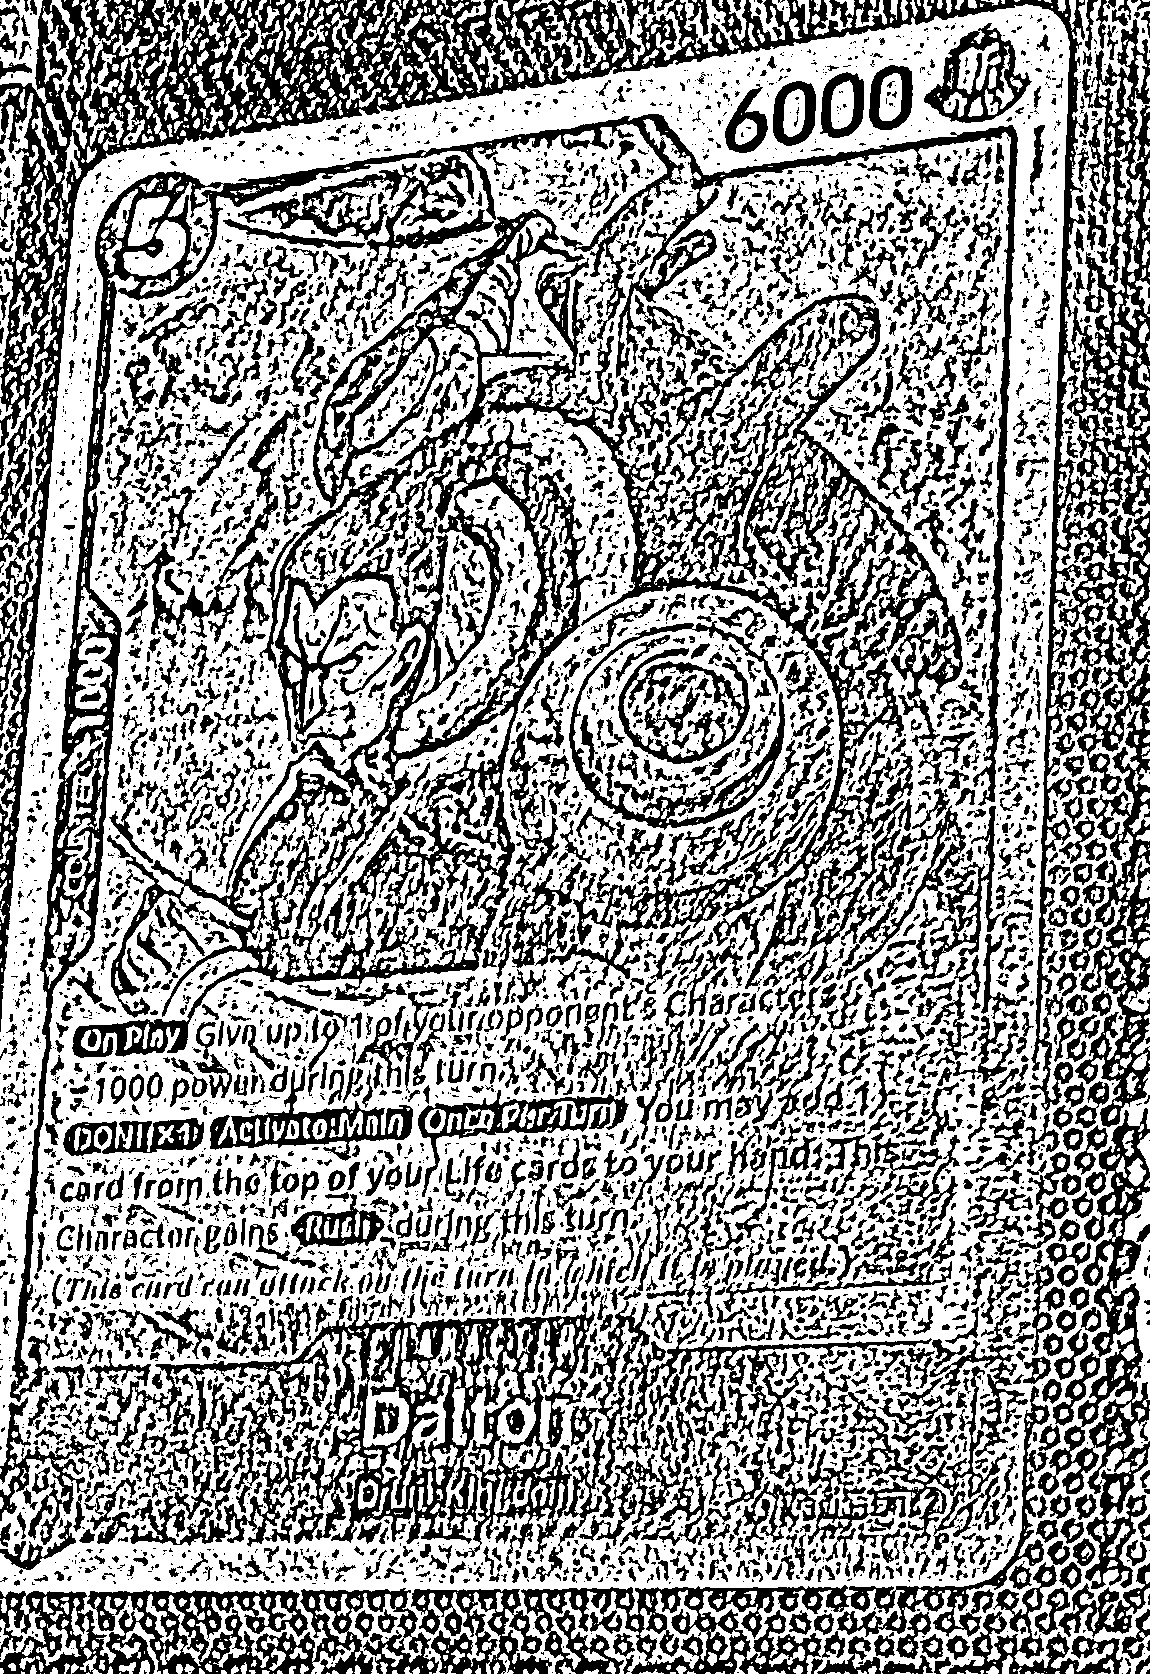 6000
5
COUNTER 1000
On Play Give up to 1 of your opponent's Characters
1000 power during this turn.
DON!! ×1 Activate: Main Once Per Turn You may add 1
card from the top of your Life cards to your hand: This
Character gains Rush during this turn.
(This card can attack on the turn in which it is played.)
CHARACTER
Dalton
Drum Kingdom